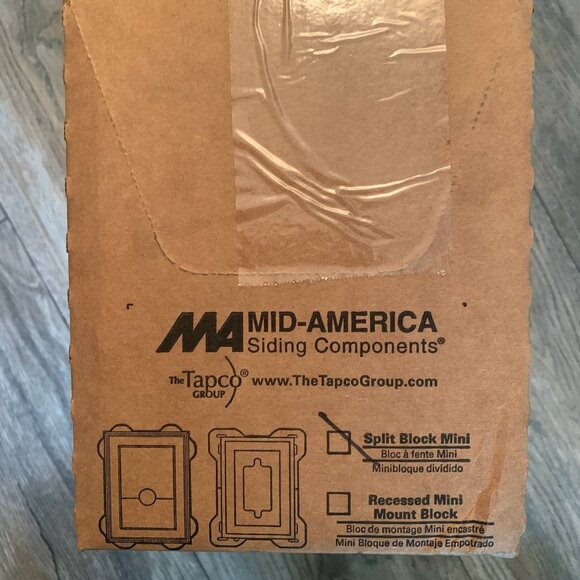 MA MID-AMERICA
Siding Components®
The Tapco® GROUP www.TheTapcoGroup.com
Split Block Mini
Bloc à fente Mini
Minibloque dividido
Recessed Mini
Mount Block
Bloc de montage Mini encastré
Mini Bloque de Montaje Empotrado